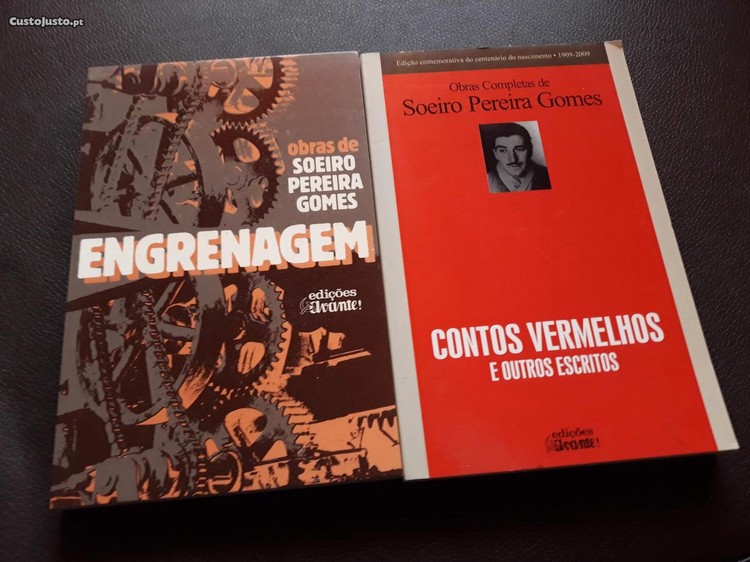 CustoJusto.pt
obras de
SOEIRO
PEREIRA
GOMES
ENGRENAGEM
edições
Avante!
Edição comemorativa do centenário do nascimento • 1909-2009
Obras Completas de
Soeiro Pereira Gomes
CONTOS VERMELHOS
E OUTROS ESCRITOS
edições
Avante!